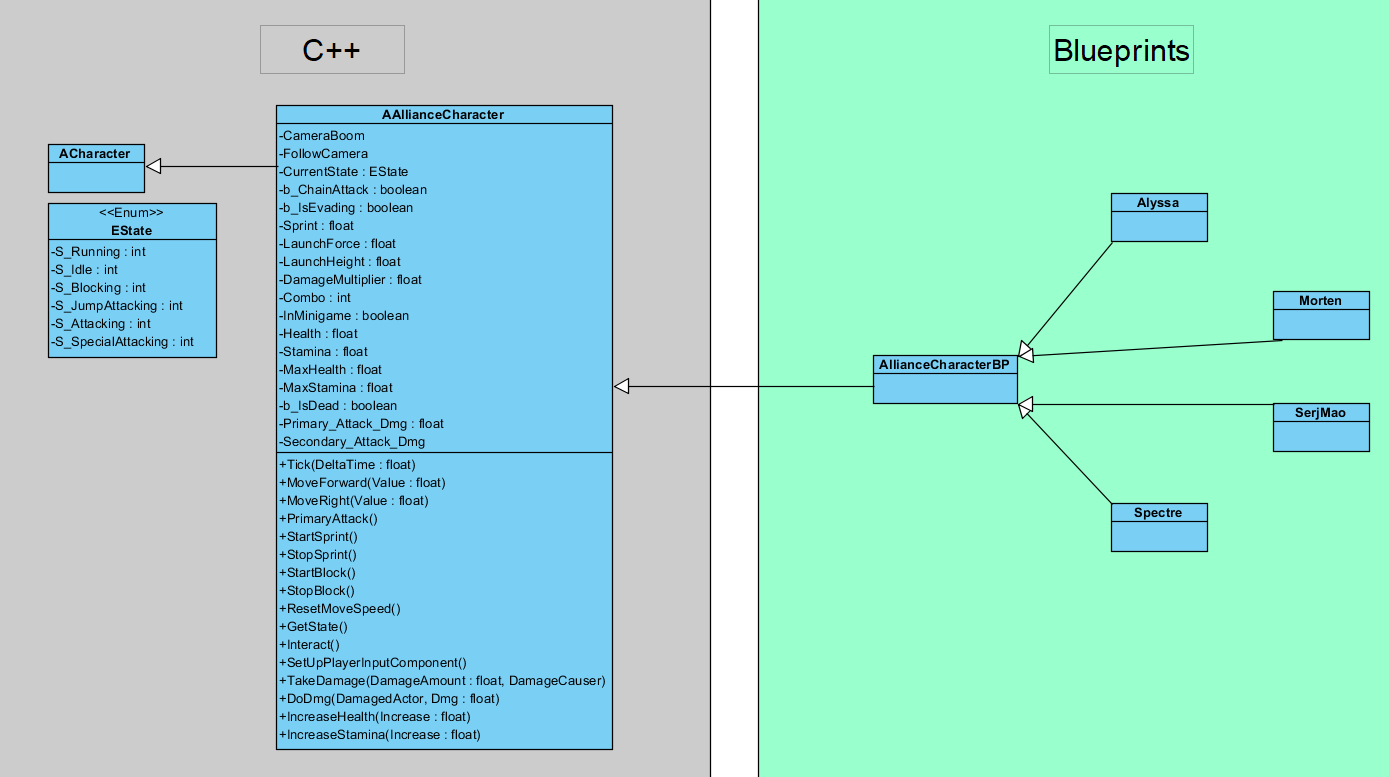 C++
Blueprints
ACharacter
<<Enum>>
EState
-S_Running : int
-S_Idle : int
-S_Blocking : int
-S_JumpAttacking : int
-S_Attacking : int
-S_SpecialAttacking : int
AAllianceCharacter
-CameraBoom
-FollowCamera
-CurrentState : EState
-b_ChainAttack : boolean
-b_IsEvading : boolean
-Sprint : float
-LaunchForce : float
-LaunchHeight : float
-DamageMultiplier : float
-Combo : int
-InMinigame : boolean
-Health : float
-Stamina : float
-MaxHealth : float
-MaxStamina : float
-b_IsDead : boolean
-Primary_Attack_Dmg : float
-Secondary_Attack_Dmg
+Tick(DeltaTime : float)
+MoveForward(Value : float)
+MoveRight(Value : float)
+PrimaryAttack()
+StartSprint()
+StopSprint()
+StartBlock()
+StopBlock()
+ResetMoveSpeed()
+GetState()
+Interact()
+SetUpPlayerInputComponent()
+TakeDamage(DamageAmount : float, DamageCauser)
+DoDmg(DamagedActor, Dmg : float)
+IncreaseHealth(Increase : float)
+IncreaseStamina(Increase : float)
AllianceCharacterBP
Alyssa
Morten
SerjMao
Spectre